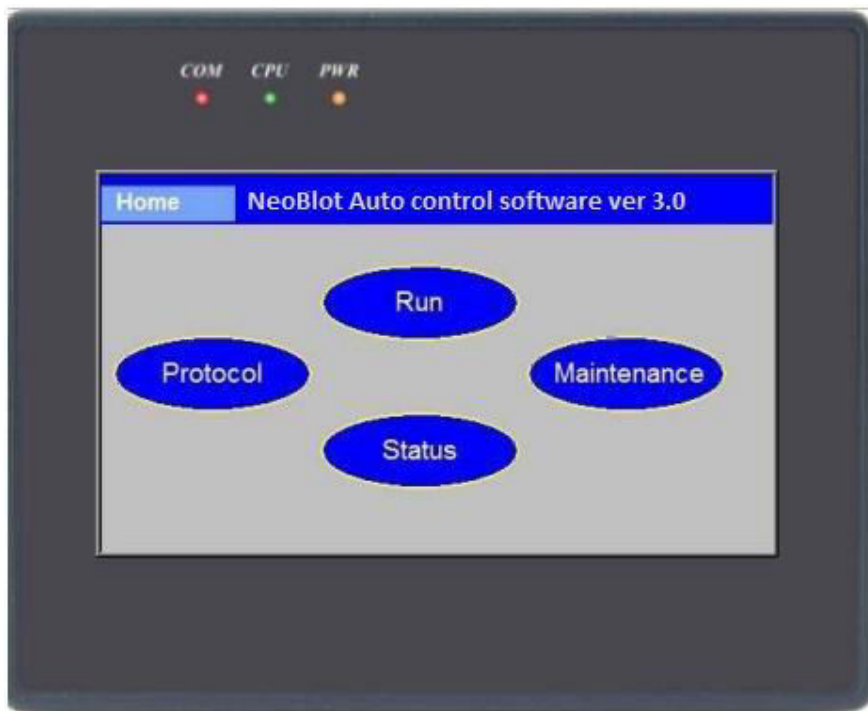 COM CPU PWR
Home NeoBlot Auto control software ver 3.0
Run
Protocol Maintenance
Status